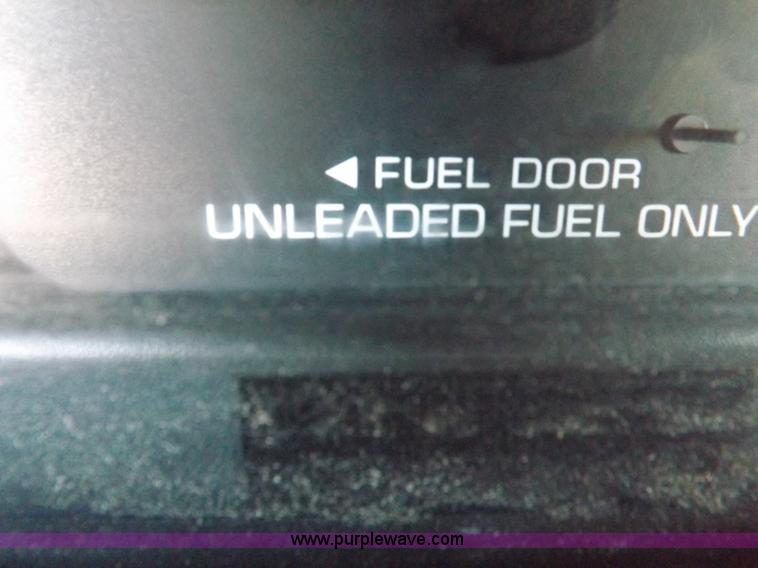 ◀ FUEL DOOR
UNLEADED FUEL ONLY
www.purplewave.com